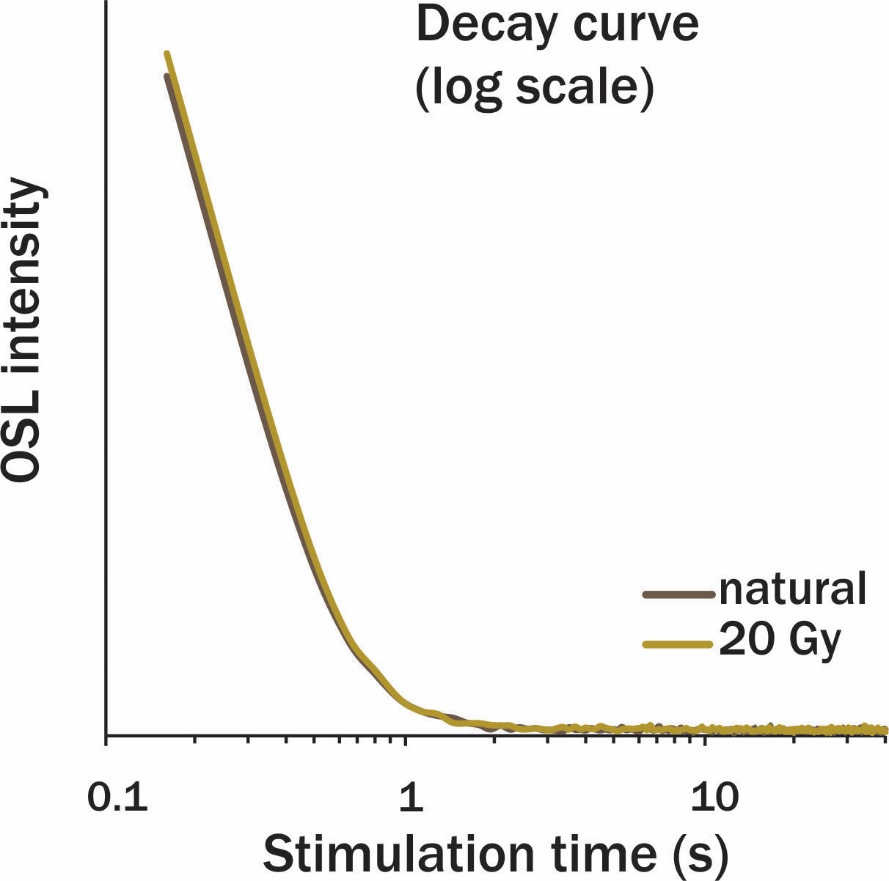 Decay curve
(log scale)
OSL intensity
natural
20 Gy
0.1 1 10
Stimulation time (s)